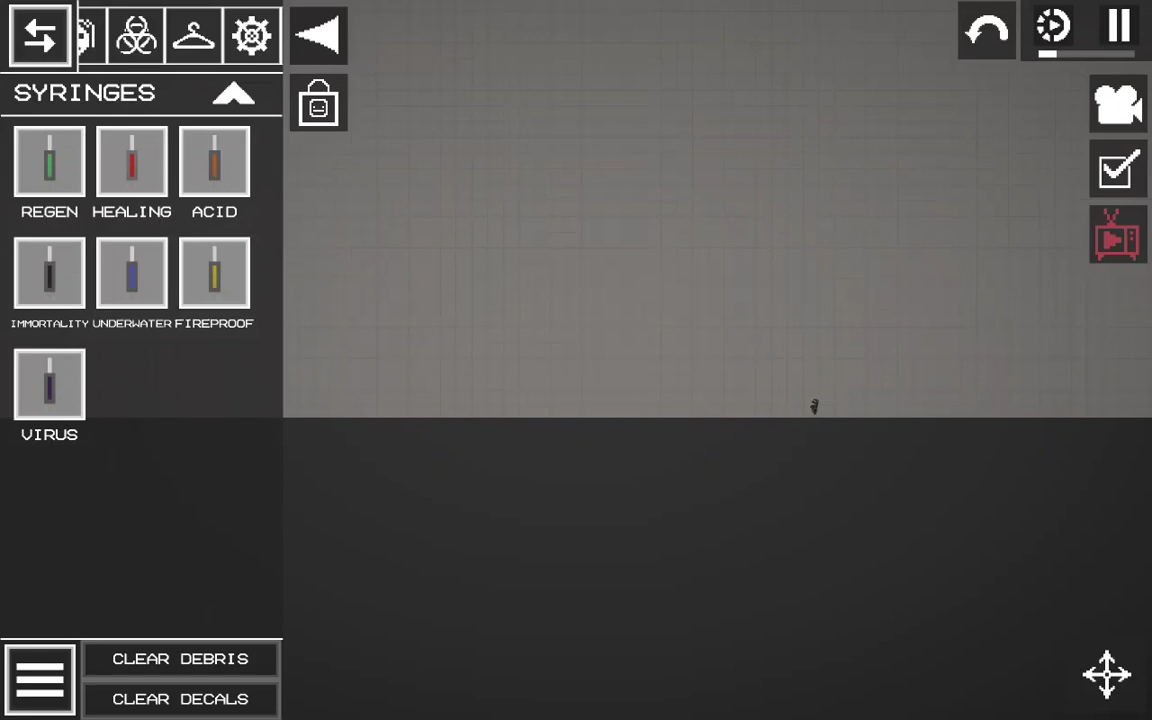 SYRINGES
REGEN HEALING ACID
IMMORTALITY UNDERWATER FIREPROOF
VIRUS
CLEAR DEBRIS
CLEAR DECALS